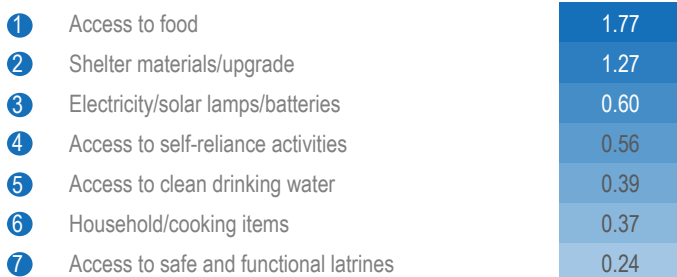 1 Access to food 1.77
2 Shelter materials/upgrade 1.27
3 Electricity/solar lamps/batteries 0.60
4 Access to self-reliance activities 0.56
5 Access to clean drinking water 0.39
6 Household/cooking items 0.37
7 Access to safe and functional latrines 0.24